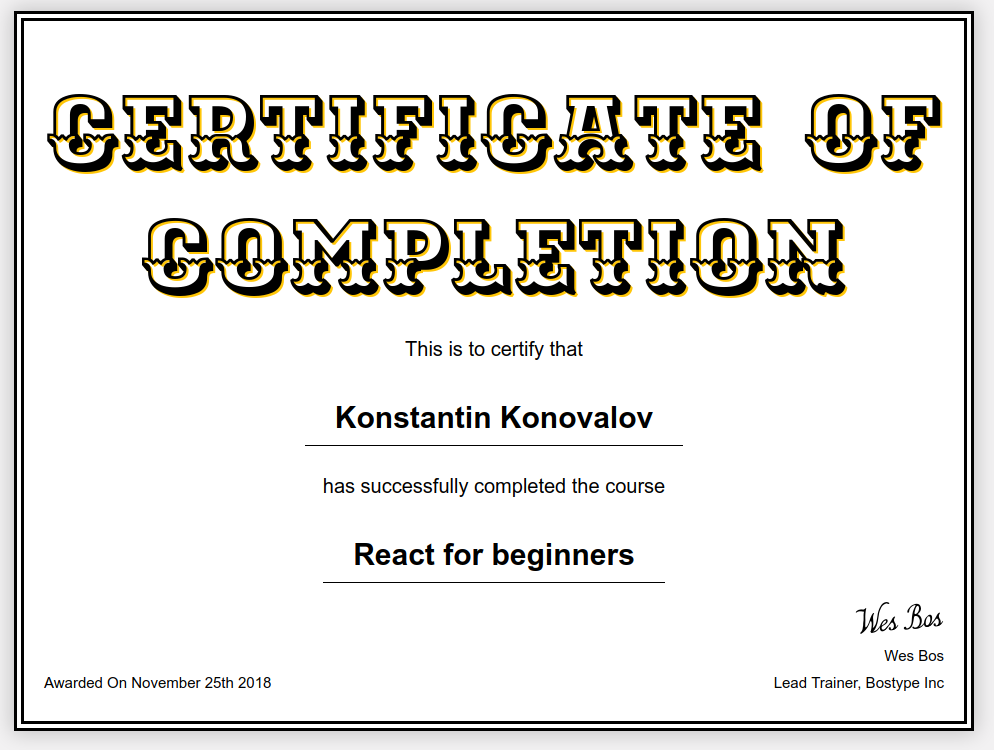 CERTIFICATE OF
COMPLETION
This is to certify that
Konstantin Konovalov
has successfully completed the course
React for beginners
Wes Bos
Wes Bos
Awarded On November 25th 2018
Lead Trainer, Bostype Inc